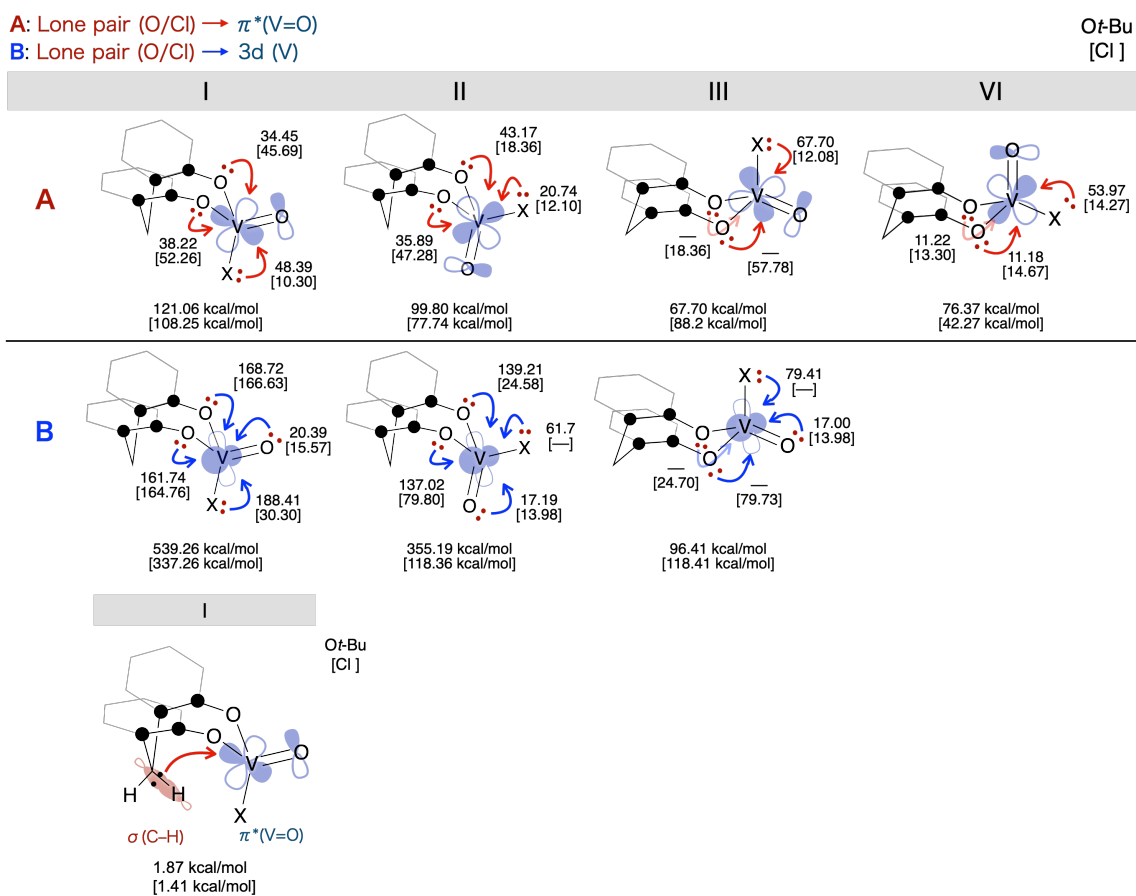 A: Lone pair (O/Cl) → π*(V=O)
B: Lone pair (O/Cl) → 3d (V)
Ot-Bu
[Cl ]
I II III VI
A
34.45
[45.69]
O
O
V
O
X
38.22
[52.26]
48.39
[10.30]
121.06 kcal/mol
[108.25 kcal/mol]
43.17
[18.36]
O
O
V
X
O
20.74
[12.10]
35.89
[47.28]
99.80 kcal/mol
[77.74 kcal/mol]
X
67.70
[12.08]
O
O
V
O
—
[18.36]
—
[57.78]
67.70 kcal/mol
[88.2 kcal/mol]
O
O
O
V
X
53.97
[14.27]
11.22
[13.30]
11.18
[14.67]
76.37 kcal/mol
[42.27 kcal/mol]
B
168.72
[166.63]
O
O
V
O
X
20.39
[15.57]
161.74
[164.76]
188.41
[30.30]
539.26 kcal/mol
[337.26 kcal/mol]
139.21
[24.58]
O
O
V
X
O
61.7
[—]
137.02
[79.80]
17.19
[13.98]
355.19 kcal/mol
[118.36 kcal/mol]
X
79.41
[—]
O
O
V
O
17.00
[13.98]
—
[24.70]
—
[79.73]
96.41 kcal/mol
[118.41 kcal/mol]
I
Ot-Bu
[Cl ]
O
O
V
O
H
H
X
σ(C–H)
π*(V=O)
1.87 kcal/mol
[1.41 kcal/mol]